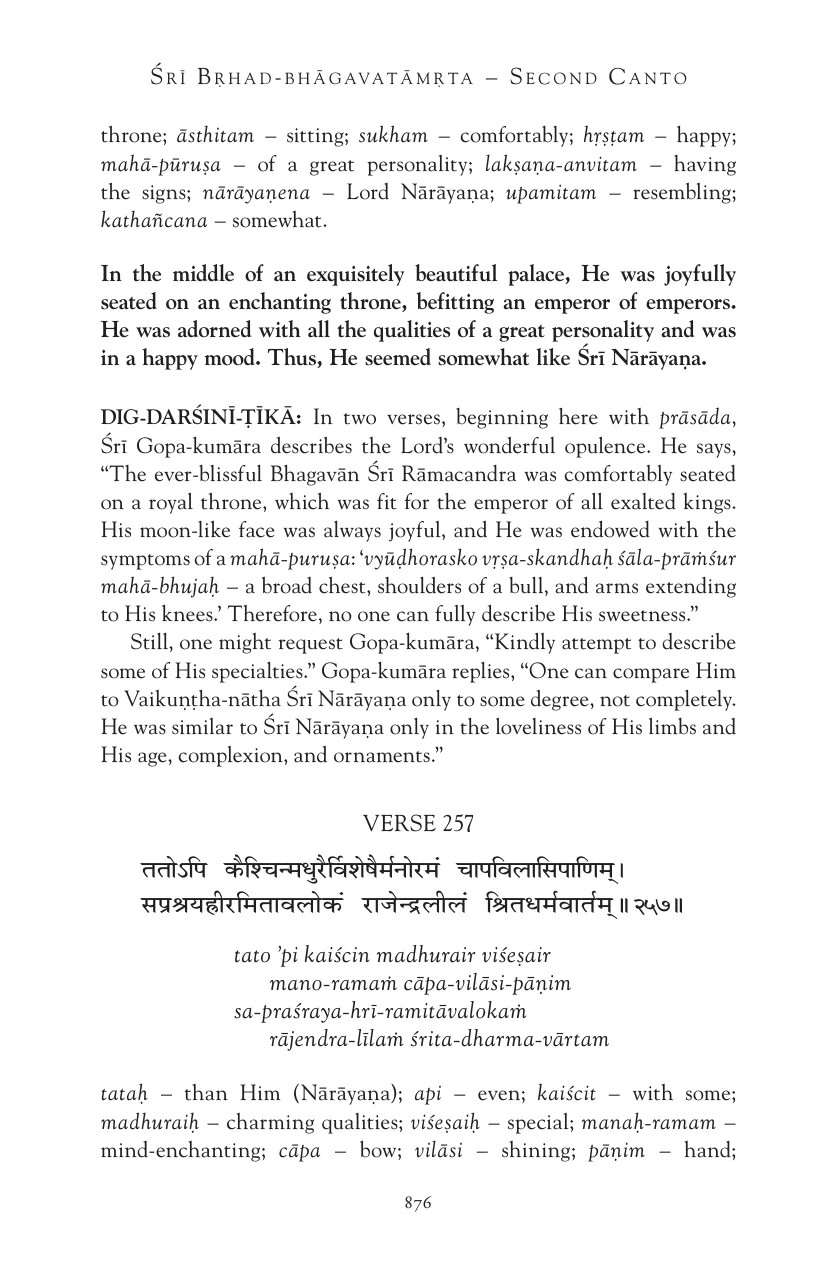 ŚRĪ BṚHAD-BHĀGAVATĀMṚTA – SECOND CANTO
throne; āsthitam – sitting; sukham – comfortably; hṛṣṭam – happy;
mahā-pūruṣa – of a great personality; lakṣaṇa-anvitam – having
the signs; nārāyaṇena – Lord Nārāyaṇa; upamitam – resembling;
kathañcana – somewhat.
In the middle of an exquisitely beautiful palace, He was joyfully
seated on an enchanting throne, befitting an emperor of emperors.
He was adorned with all the qualities of a great personality and was
in a happy mood. Thus, He seemed somewhat like Śrī Nārāyaṇa.
DIG-DARŚINĪ-ṬĪKĀ: In two verses, beginning here with prāsāda,
Śrī Gopa-kumāra describes the Lord’s wonderful opulence. He says,
“The ever-blissful Bhagavān Śrī Rāmacandra was comfortably seated
on a royal throne, which was fit for the emperor of all exalted kings.
His moon-like face was always joyful, and He was endowed with the
symptoms of a mahā-puruṣa: ‘vyūḍhorasko vṛṣa-skandhaḥ śāla-prāṁśur
mahā-bhujaḥ – a broad chest, shoulders of a bull, and arms extending
to His knees.’ Therefore, no one can fully describe His sweetness.”
Still, one might request Gopa-kumāra, “Kindly attempt to describe
some of His specialties.” Gopa-kumāra replies, “One can compare Him
to Vaikuṇṭha-nātha Śrī Nārāyaṇa only to some degree, not completely.
He was similar to Śrī Nārāyaṇa only in the loveliness of His limbs and
His age, complexion, and ornaments.”
VERSE 257
ततोऽपि कैश्चिन्मधुरैर्विशेषैर्मनोरमं चापविलासिपाणिम्।
सप्रश्रयह्रीरमितावलोकं राजेन्द्रलीलं श्रितधर्मवार्तम्॥२५७॥
tato ’pi kaiścin madhurair viśeṣair
mano-ramaṁ cāpa-vilāsi-pāṇim
sa-praśraya-hrī-ramitāvalokaṁ
rājendra-līlaṁ śrita-dharma-vārtam
tataḥ – than Him (Nārāyaṇa); api – even; kaiścit – with some;
madhuraiḥ – charming qualities; viśeṣaiḥ – special; manaḥ-ramam –
mind-enchanting; cāpa – bow; vilāsi – shining; pāṇim – hand;
876